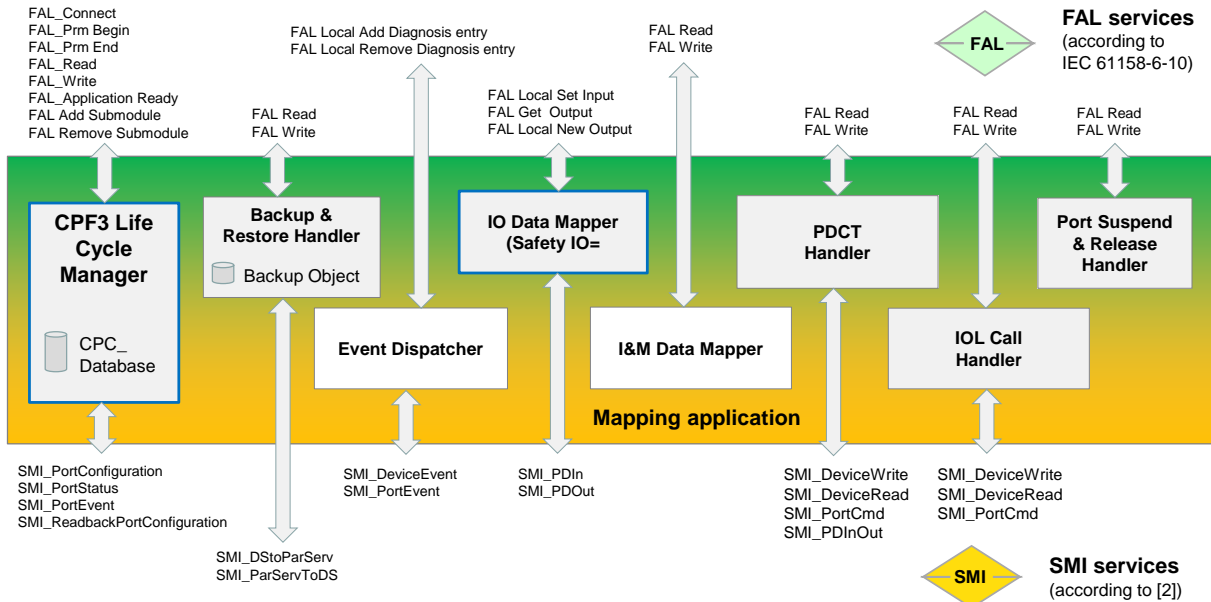 FAL_Connect
FAL_Prm Begin
FAL_Prm End
FAL_Read
FAL_Write
FAL_Application Ready
FAL Add Submodule
FAL Remove Submodule
FAL Read
FAL Write
FAL Local Add Diagnosis entry
FAL Local Remove Diagnosis entry
FAL Local Set Input
FAL Get Output
FAL Local New Output
FAL Read
FAL Write
FAL Read
FAL Write
FAL Read
FAL Write
FAL Read
FAL Write
FAL
FAL services
(according to
IEC 61158-6-10)
CPF3 Life
Cycle
Manager
CPC_
Database
Backup &
Restore Handler
Backup Object
Event Dispatcher
IO Data Mapper
(Safety IO=
I&M Data Mapper
PDCT
Handler
IOL Call
Handler
Port Suspend
& Release
Handler
Mapping application
SMI_PortConfiguration
SMI_PortStatus
SMI_PortEvent
SMI_ReadbackPortConfiguration
SMI_DStoParServ
SMI_ParServToDS
SMI_DeviceEvent
SMI_PortEvent
SMI_PDIn
SMI_PDOut
SMI_DeviceWrite
SMI_DeviceRead
SMI_PortCmd
SMI_PDInOut
SMI_DeviceWrite
SMI_DeviceRead
SMI_PortCmd
SMI
SMI services
(according to [2])